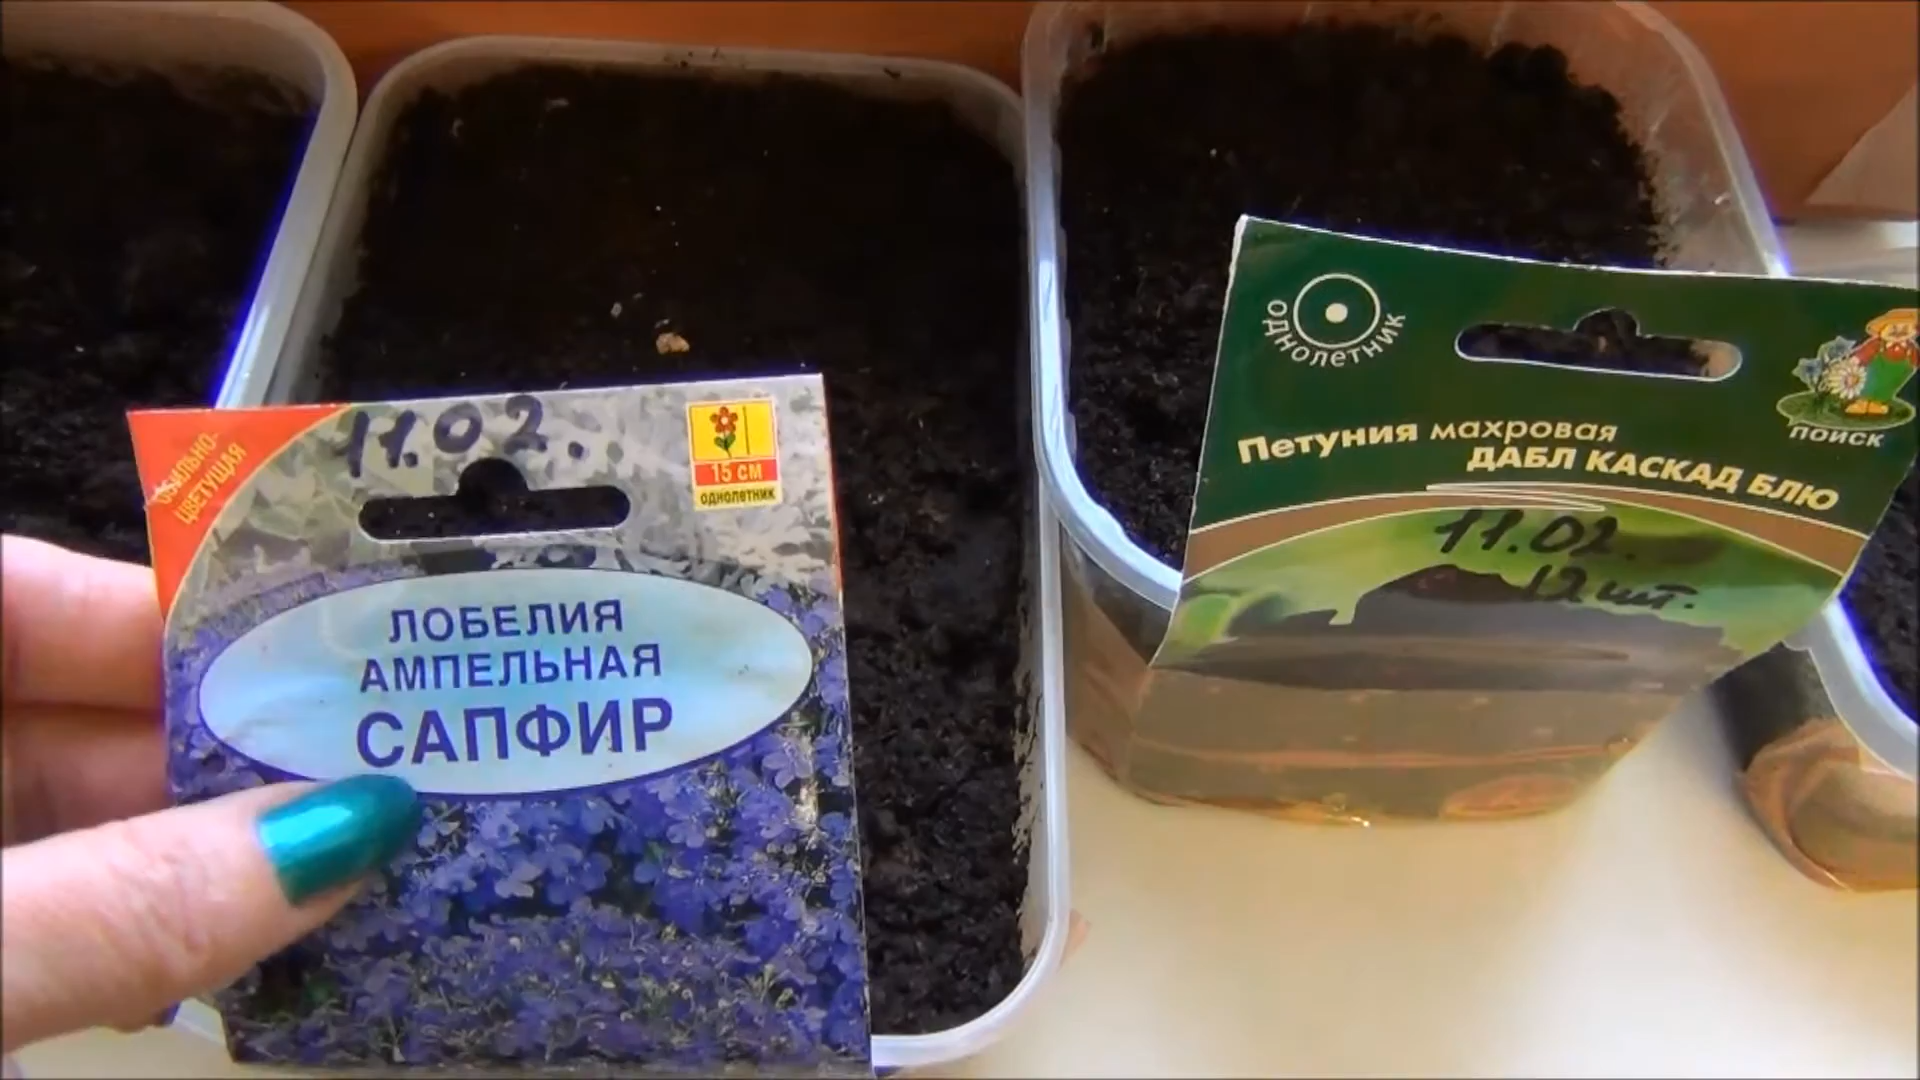 ОБИЛЬНО-
ЦВЕТУЩАЯ
11.02.
15 см
однолетник
ЛОБЕЛИЯ
АМПЕЛЬНАЯ
САПФИР
однолетник
ПОИСК
Петуния махровая
ДАБЛ КАСКАД БЛЮ
11.02.
12 шт.